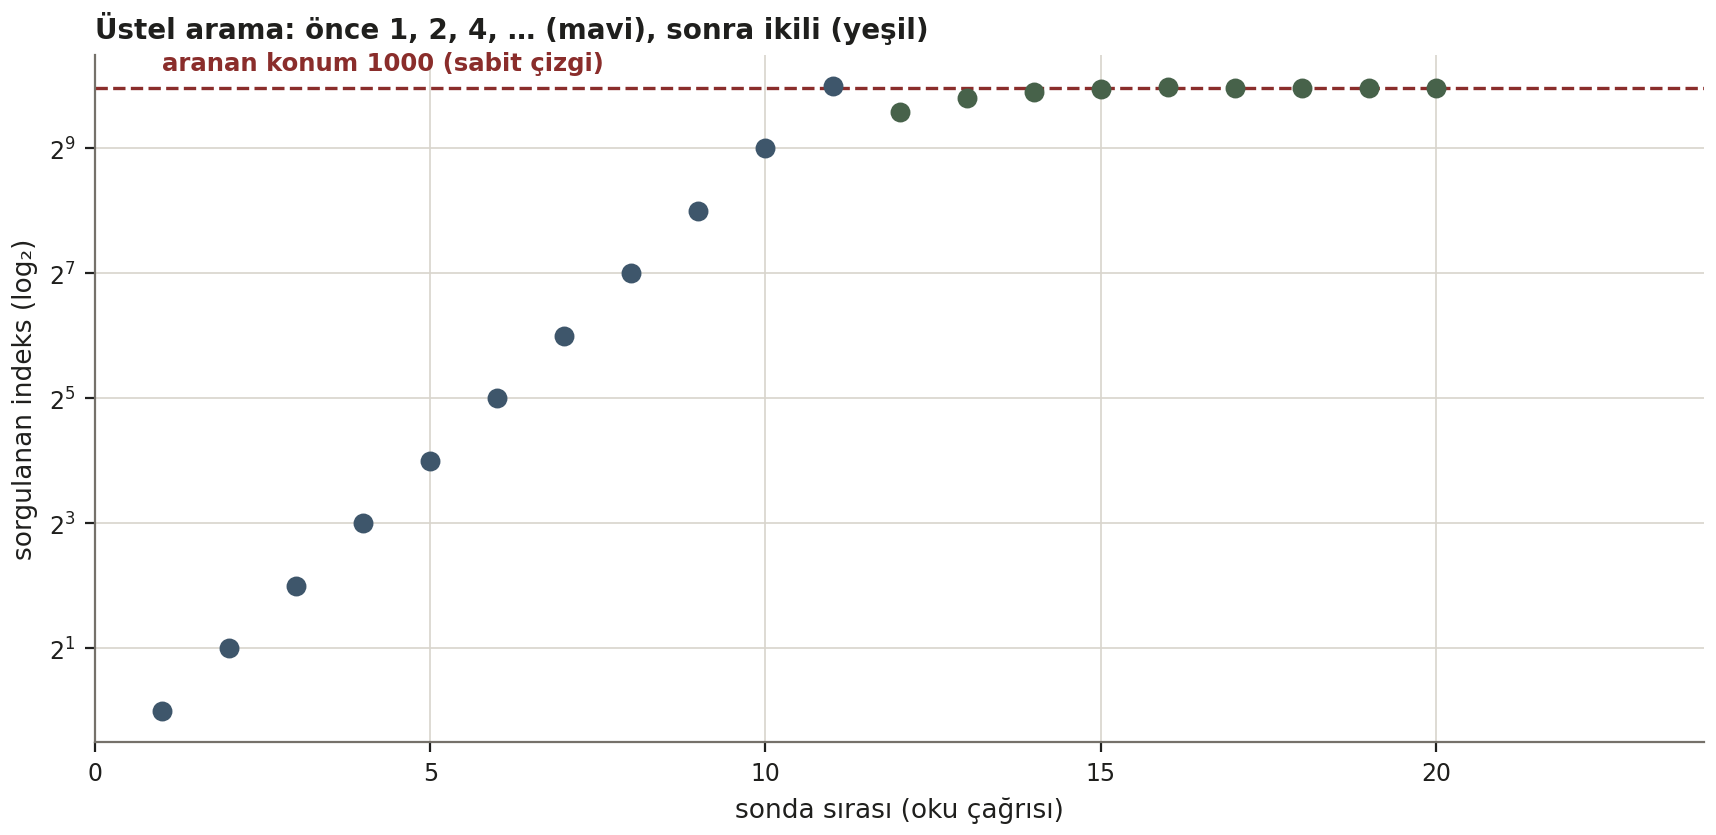 Üstel arama: önce 1, 2, 4, … (mavi), sonra ikili (yeşil)
aranan konum 1000 (sabit çizgi)
sorgulanan indeks (log₂)
2⁹
2⁷
2⁵
2³
2¹
0 5 10 15 20
sonda sırası (oku çağrısı)